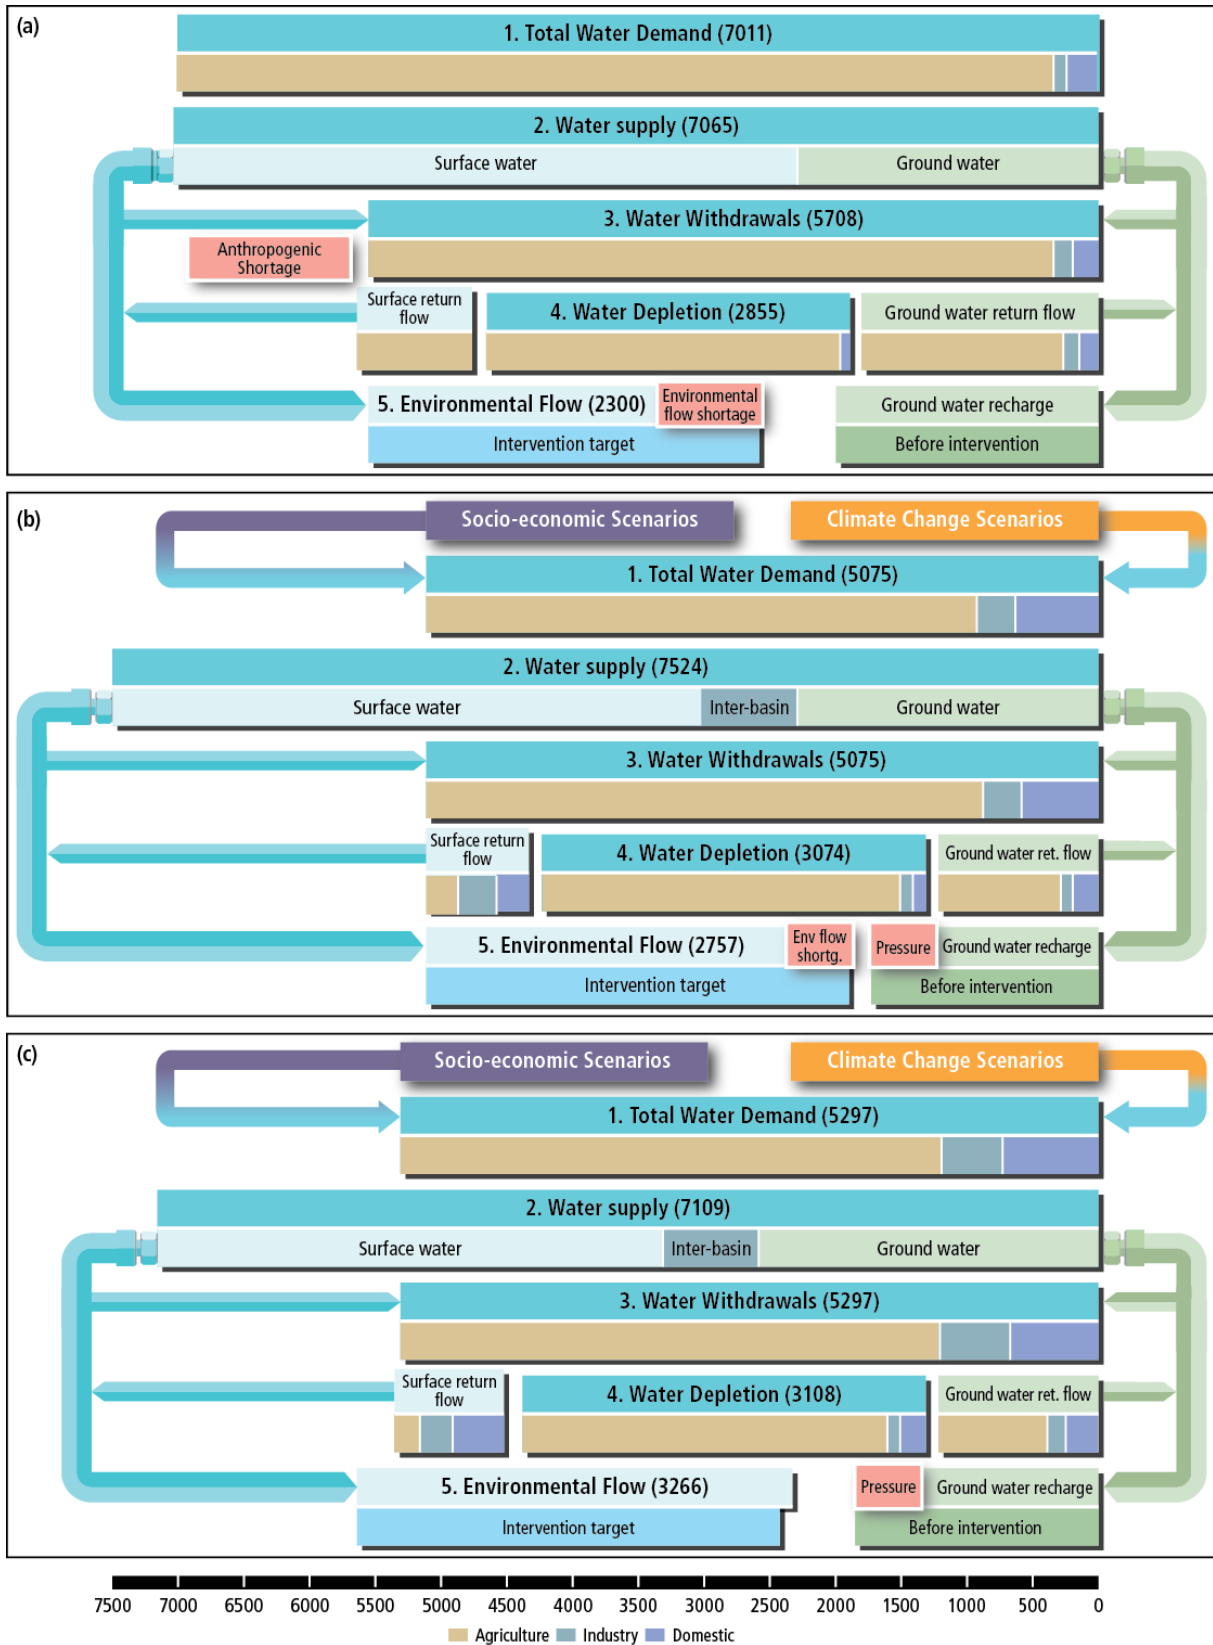 (a)
1. Total Water Demand (7011)
2. Water supply (7065)
Surface water
Ground water
3. Water Withdrawals (5708)
Anthropogenic
Shortage
Surface return
flow
4. Water Depletion (2855)
Ground water return flow
5. Environmental Flow (2300)
Environmental
flow shortage
Ground water recharge
Intervention target
Before intervention
(b)
Socio-economic Scenarios
Climate Change Scenarios
1. Total Water Demand (5075)
2. Water supply (7524)
Surface water
Inter-basin
Ground water
3. Water Withdrawals (5075)
Surface return
flow
4. Water Depletion (3074)
Ground water ret. flow
5. Environmental Flow (2757)
Env flow
shortg.
Pressure
Ground water recharge
Intervention target
Before intervention
(c)
Socio-economic Scenarios
Climate Change Scenarios
1. Total Water Demand (5297)
2. Water supply (7109)
Surface water
Inter-basin
Ground water
3. Water Withdrawals (5297)
Surface return
flow
4. Water Depletion (3108)
Ground water ret. flow
5. Environmental Flow (3266)
Pressure
Ground water recharge
Intervention target
Before intervention
7500 7000 6500 6000 5500 5000 4500 4000 3500 3000 2500 2000 1500 1000 500 0
Agriculture Industry Domestic